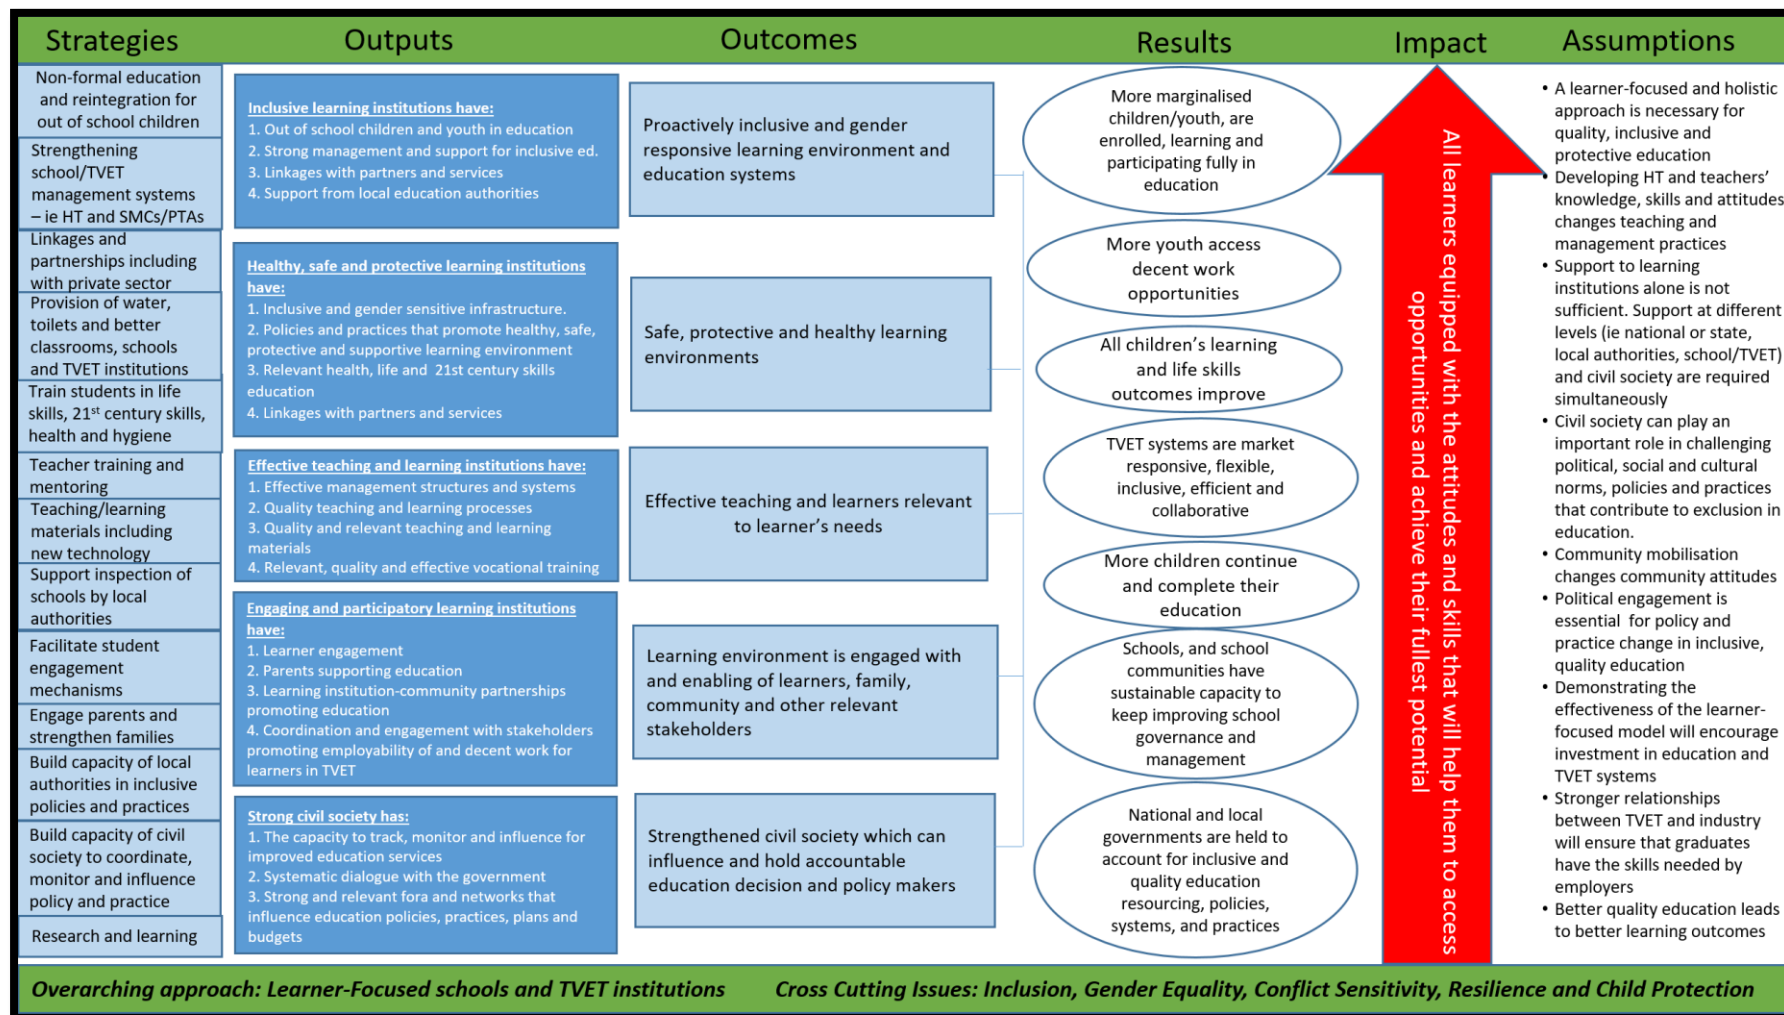 Strategies
Outputs
Outcomes
Results
Impact
Assumptions
Non-formal education
and reintegration for
out of school children
Strengthening
school/TVET
management systems
– ie HT and SMCs/PTAs
Linkages and
partnerships including
with private sector
Provision of water,
toilets and better
classrooms, schools
and TVET institutions
Train students in life
skills, 21st century skills,
health and hygiene
Teacher training and
mentoring
Teaching/learning
materials including
new technology
Support inspection of
schools by local
authorities
Facilitate student
engagement
mechanisms
Engage parents and
strengthen families
Build capacity of local
authorities in inclusive
policies and practices
Build capacity of civil
society to coordinate,
monitor and influence
policy and practice
Research and learning
Inclusive learning institutions have:
1. Out of school children and youth in education
2. Strong management and support for inclusive ed.
3. Linkages with partners and services
4. Support from local education authorities
Healthy, safe and protective learning institutions
have:
1. Inclusive and gender sensitive infrastructure.
2. Policies and practices that promote healthy, safe,
protective and supportive learning environment
3. Relevant health, life and 21st century skills
education
4. Linkages with partners and services
Effective teaching and learning institutions have:
1. Effective management structures and systems
2. Quality teaching and learning processes
3. Quality and relevant teaching and learning
materials
4. Relevant, quality and effective vocational training
Engaging and participatory learning institutions
have:
1. Learner engagement
2. Parents supporting education
3. Learning institution-community partnerships
promoting education
4. Coordination and engagement with stakeholders
promoting employability of and decent work for
learners in TVET
Strong civil society has:
1. The capacity to track, monitor and influence for
improved education services
2. Systematic dialogue with the government
3. Strong and relevant fora and networks that
influence education policies, practices, plans and
budgets
Proactively inclusive and gender
responsive learning environment and
education systems
Safe, protective and healthy learning
environments
Effective teaching and learners relevant
to learner's needs
Learning environment is engaged with
and enabling of learners, family,
community and other relevant
stakeholders
Strengthened civil society which can
influence and hold accountable
education decision and policy makers
More marginalised
children/youth, are
enrolled, learning and
participating fully in
education
More youth access
decent work
opportunities
All children's learning
and life skills
outcomes improve
TVET systems are market
responsive, flexible,
inclusive, efficient and
collaborative
More children continue
and complete their
education
Schools, and school
communities have
sustainable capacity to
keep improving school
governance and
management
National and local
governments are held to
account for inclusive and
quality education
resourcing, policies,
systems, and practices
All learners equipped with the attitudes and skills that will help them to access
opportunities and achieve their fullest potential
• A learner-focused and holistic
approach is necessary for
quality, inclusive and
protective education
• Developing HT and teachers'
knowledge, skills and attitudes
changes teaching and
management practices
• Support to learning
institutions alone is not
sufficient. Support at different
levels (ie national or state,
local authorities, school/TVET)
and civil society are required
simultaneously
• Civil society can play an
important role in challenging
political, social and cultural
norms, policies and practices
that contribute to exclusion in
education.
• Community mobilisation
changes community attitudes
• Political engagement is
essential for policy and
practice change in inclusive,
quality education
• Demonstrating the
effectiveness of the learner-
focused model will encourage
investment in education and
TVET systems
• Stronger relationships
between TVET and industry
will ensure that graduates
have the skills needed by
employers
• Better quality education leads
to better learning outcomes
Overarching approach: Learner-Focused schools and TVET institutions
Cross Cutting Issues: Inclusion, Gender Equality, Conflict Sensitivity, Resilience and Child Protection